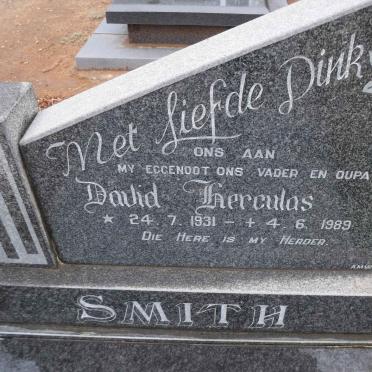 Met Liefde Dink
ONS AAN
MY EGGENOOT ONS VADER EN OUPA
David Herculas
* 24. 7. 1931 - + 4. 6. 1989
DIE HERE IS MY HERDER.
SMITH